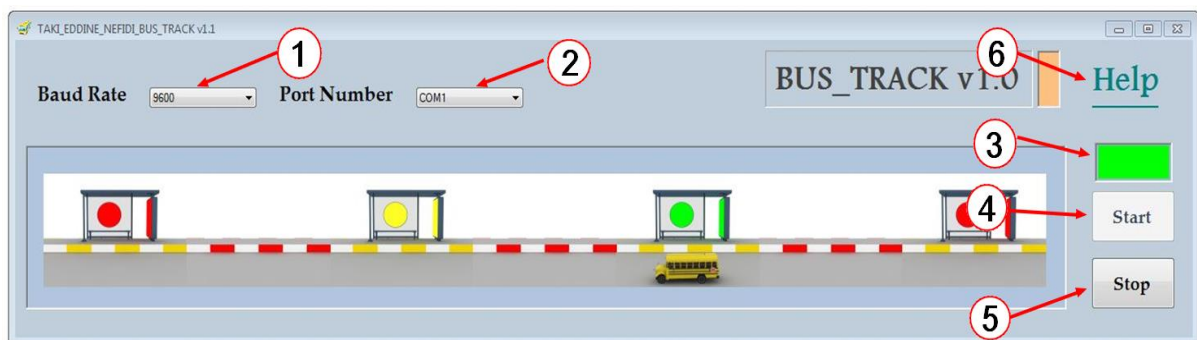 TAKI_EDDINE_NEFIDI_BUS_TRACK v1.1
1
2
6
Baud Rate 9600 Port Number COM1 BUS_TRACK v1.0 Help
3
4 Start
5 Stop